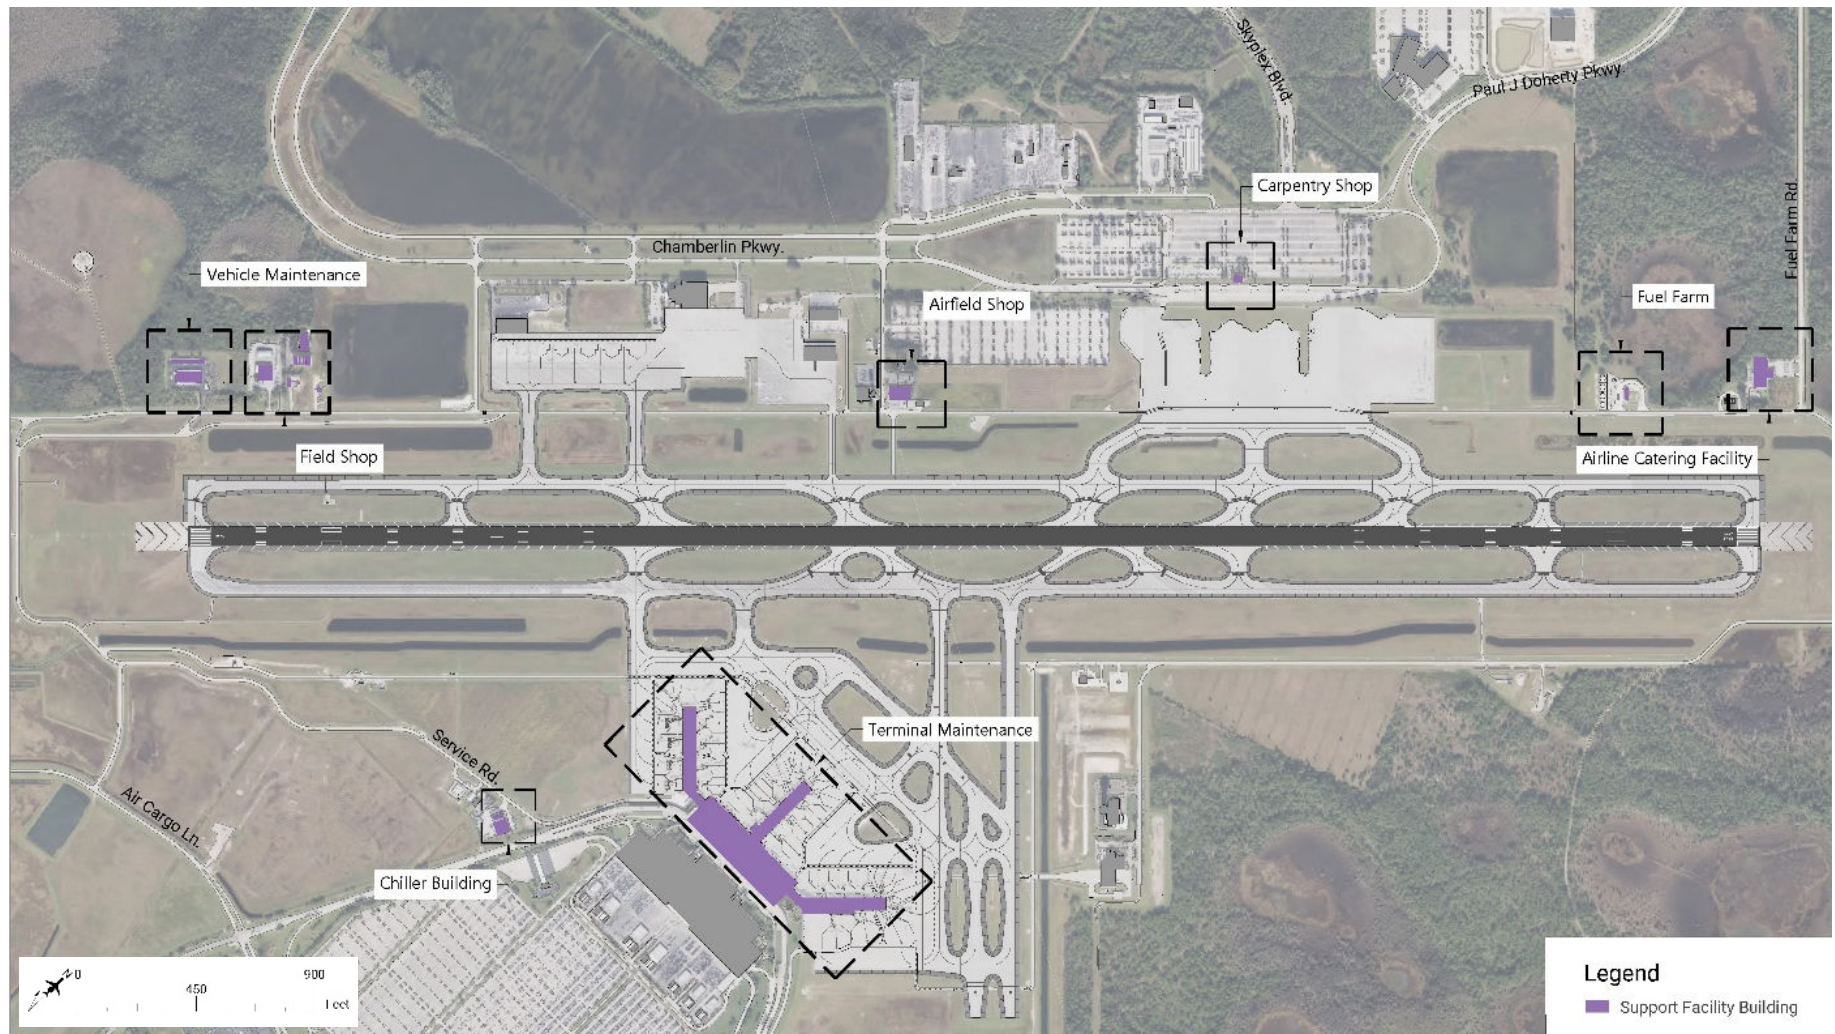 Skyplex Blvd.
Paul J Doherty Pkwy.
Carpentry Shop
Fuel Farm Rd.
Chamberlin Pkwy.
Vehicle Maintenance
Airfield Shop
Fuel Farm
Field Shop
Airline Catering Facility
Terminal Maintenance
Service Rd.
Air Cargo Ln.
Chiller Building
0
900
450
Feet
Legend
Support Facility Building